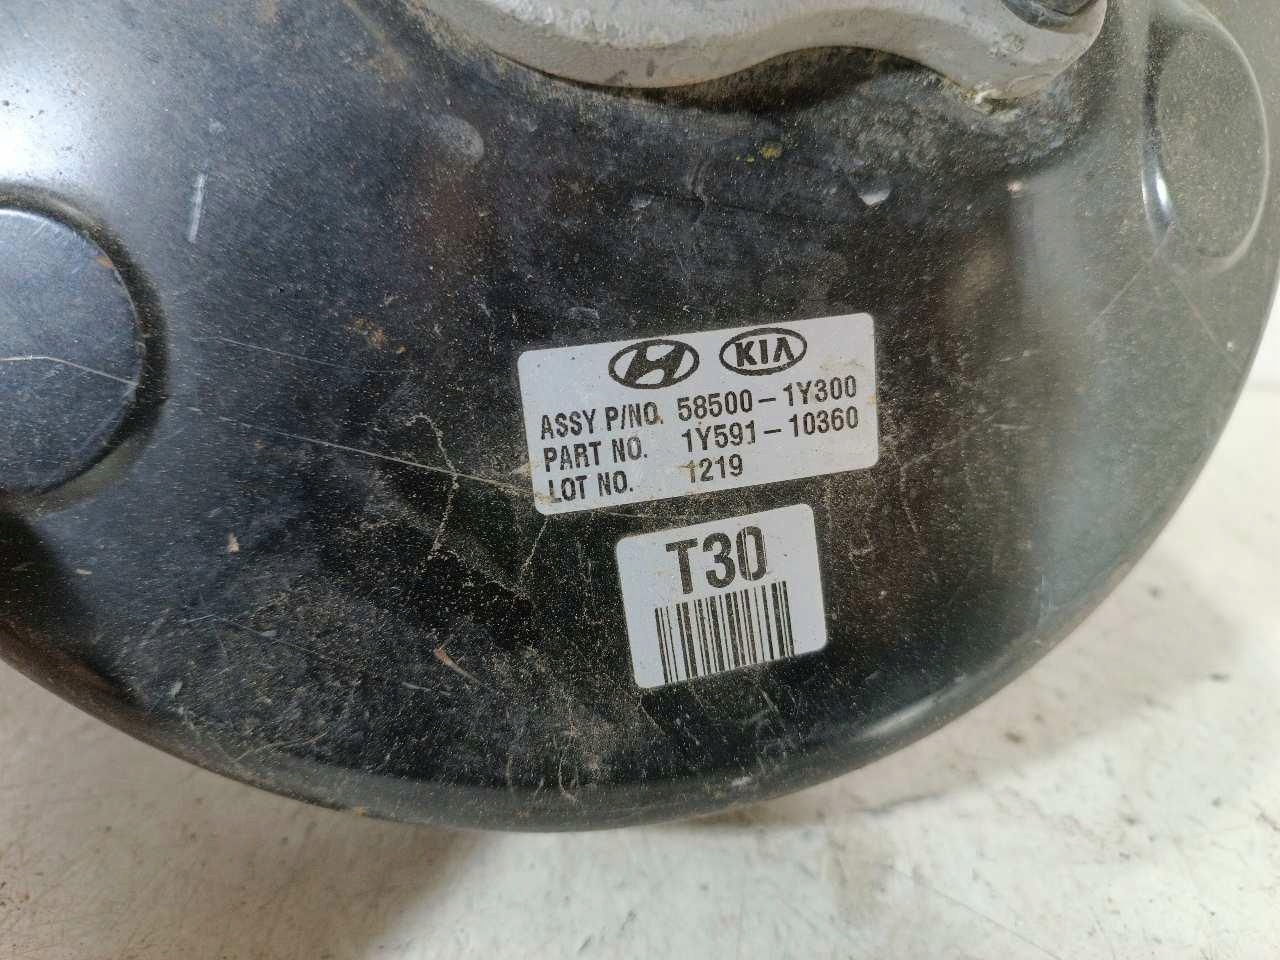 KIA
ASSY P/NO. 58500-1Y300
PART NO. 1Y591-10360
LOT NO. 1219
T30